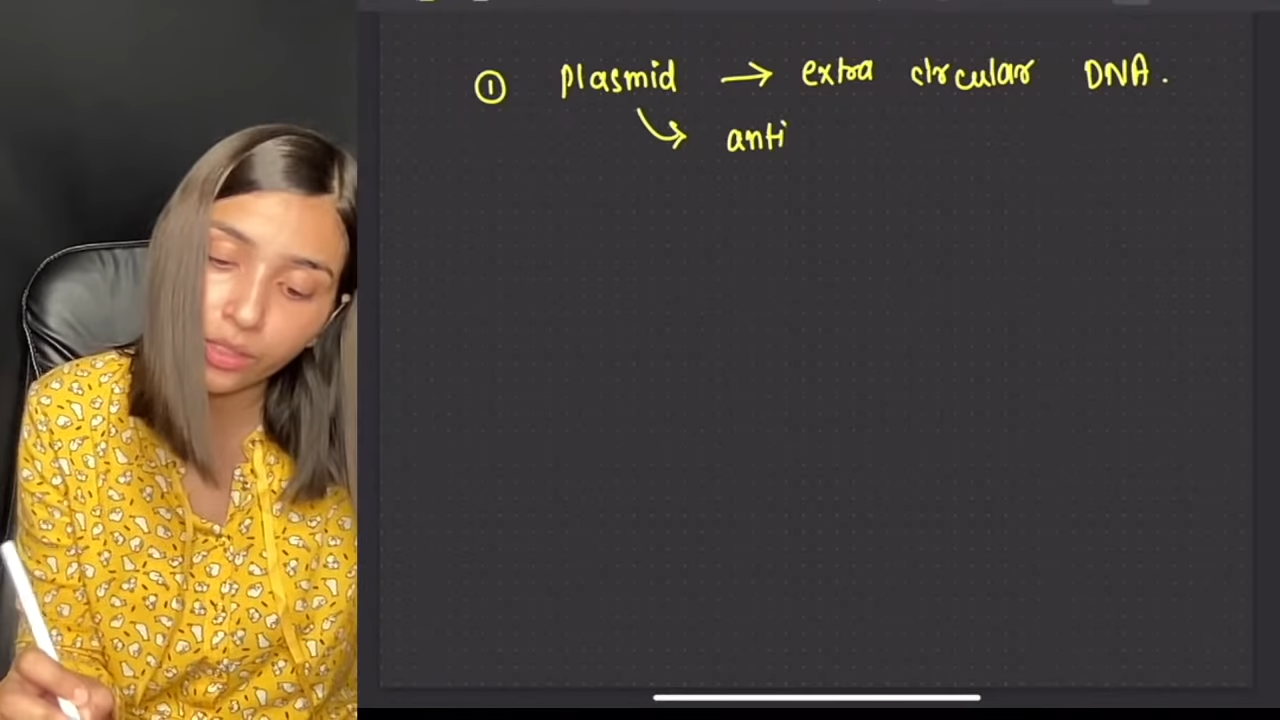 ① Plasmid → extra circular DNA.
↳ anti